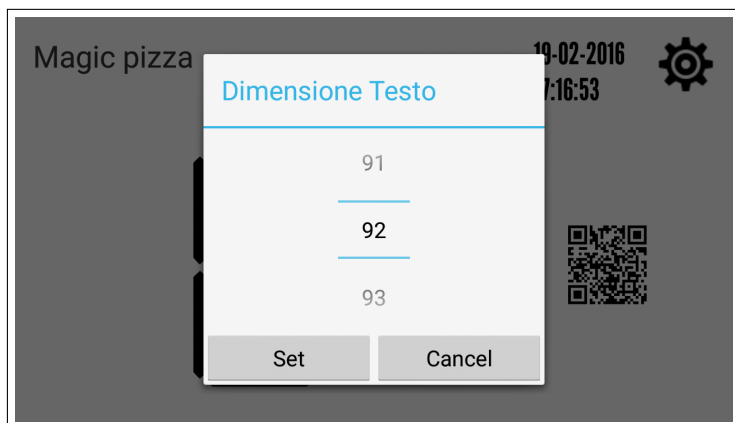 Magic pizza
19-02-2016
7:16:53
Dimensione Testo
91
92
93
Set
Cancel